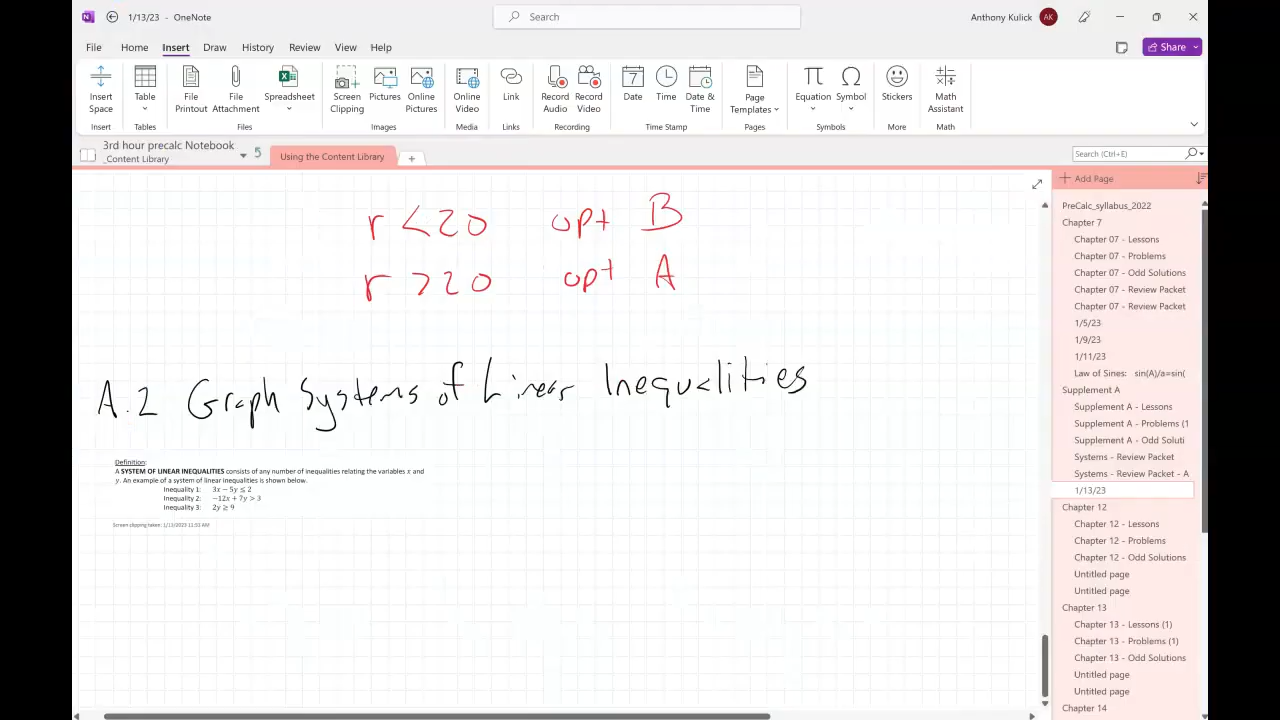 1/13/23 - OneNote
Search
Anthony Kulick
AK
File Home Insert Draw History Review View Help
Share
Insert Space
Table
File Printout
File Attachment
Spreadsheet
Screen Clipping
Pictures
Online Pictures
Online Video
Link
Record Audio
Record Video
Date
Time
Date & Time
Page Templates
Equation
Symbol
Stickers
Math Assistant
Insert Tables Files Images Media Links Recording Time Stamp Pages Symbols More Math
3rd hour precalc Notebook
_Content Library
Using the Content Library
Search (Ctrl+E)
r < 20 opt B
r > 20 opt A
A.2 Graph Systems of Linear Inequalities
Definition:
A SYSTEM OF LINEAR INEQUALITIES consists of any number of inequalities relating the variables x and
y. An example of a system of linear inequalities is shown below.
Inequality 1: 3x − 5y ≤ 2
Inequality 2: −12x + 7y > 3
Inequality 3: 2y ≥ 9
Screen clipping taken: 1/13/2023 11:53 AM
Add Page
PreCalc_syllabus_2022
Chapter 7
Chapter 07 - Lessons
Chapter 07 - Problems
Chapter 07 - Odd Solutions
Chapter 07 - Review Packet
Chapter 07 - Review Packet
1/5/23
1/9/23
1/11/23
Law of Sines: sin(A)/a=sin(
Supplement A
Supplement A - Lessons
Supplement A - Problems (1
Supplement A - Odd Soluti
Systems - Review Packet
Systems - Review Packet - A
1/13/23
Chapter 12
Chapter 12 - Lessons
Chapter 12 - Problems
Chapter 12 - Odd Solutions
Untitled page
Untitled page
Chapter 13
Chapter 13 - Lessons (1)
Chapter 13 - Problems (1)
Chapter 13 - Odd Solutions
Untitled page
Untitled page
Chapter 14